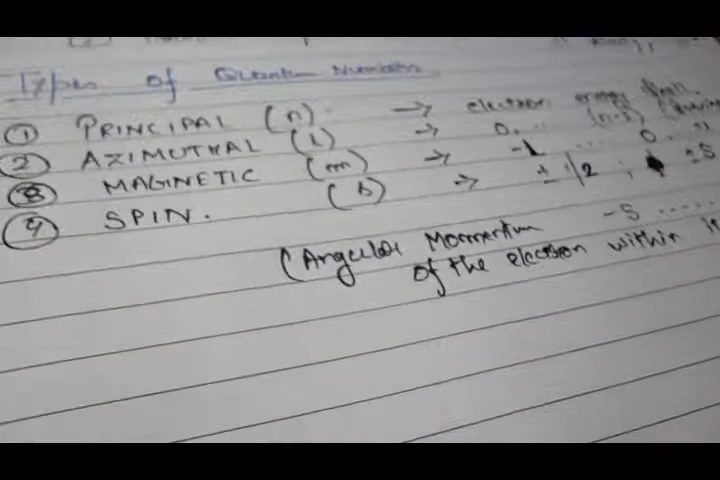 Types of Quantum Numbers
① PRINCIPAL (n) → electron energy
② AZIMUTHAL (l) → 0... (n-1)
③ MAGINETIC (m) → -l ... 0 ..
④ SPIN. (s) → ± 1/2 ; ±s
-s .....
(Angular Momentum
of the electron within